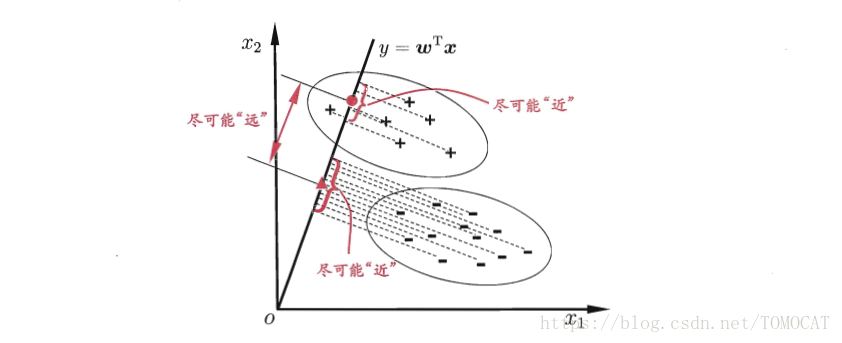 x₂
y = wᵀx
尽可能“近”
尽可能“远”
尽可能“近”
O
x₁
https://blog.csdn.net/TOMOCAT